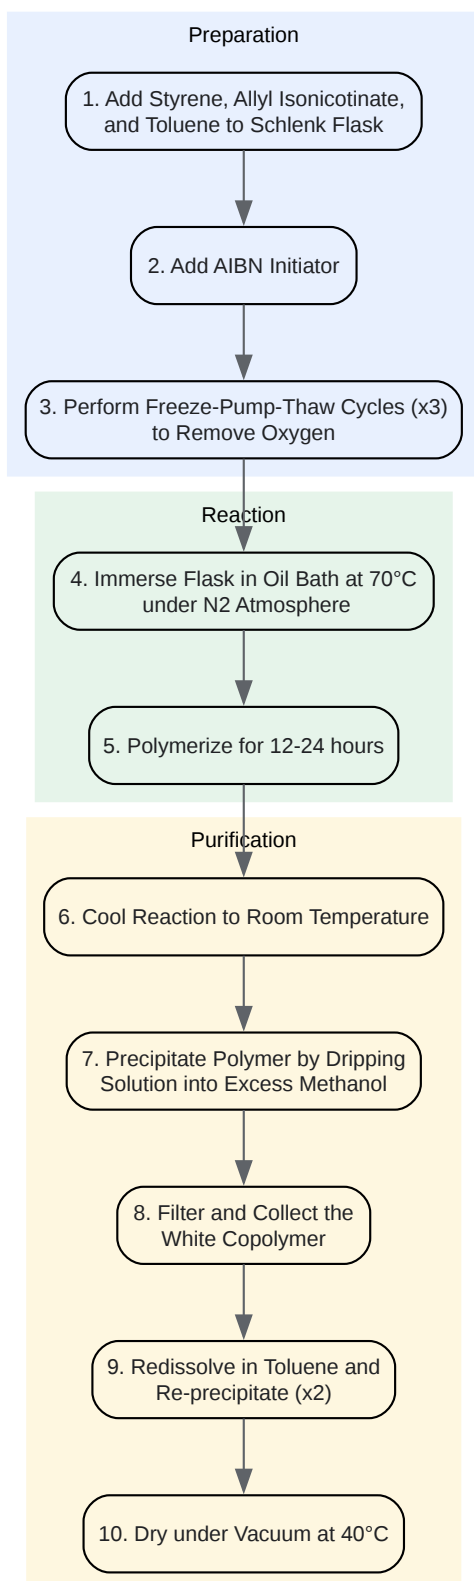 Preparation
1. Add Styrene, Allyl Isonicotinate,
and Toluene to Schlenk Flask
2. Add AIBN Initiator
3. Perform Freeze-Pump-Thaw Cycles (x3)
to Remove Oxygen
Reaction
4. Immerse Flask in Oil Bath at 70°C
under N2 Atmosphere
5. Polymerize for 12-24 hours
Purification
6. Cool Reaction to Room Temperature
7. Precipitate Polymer by Dripping
Solution into Excess Methanol
8. Filter and Collect the
White Copolymer
9. Redissolve in Toluene and
Re-precipitate (x2)
10. Dry under Vacuum at 40°C